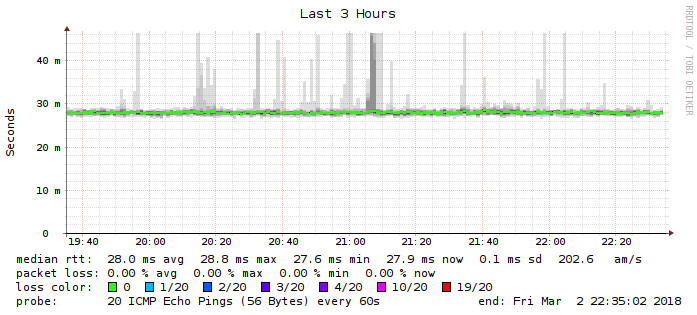 Last 3 Hours
RRDTOOL / TOBI OETIKER
Seconds
40 m
30 m
20 m
10 m
0
19:40 20:00 20:20 20:40 21:00 21:20 21:40 22:00 22:20
median rtt: 28.0 ms avg 28.8 ms max 27.6 ms min 27.9 ms now 0.1 ms sd 202.6 am/s
packet loss: 0.00 % avg 0.00 % max 0.00 % min 0.00 % now
loss color: 0 1/20 2/20 3/20 4/20 10/20 19/20
probe: 20 ICMP Echo Pings (56 Bytes) every 60s end: Fri Mar 2 22:35:02 2018